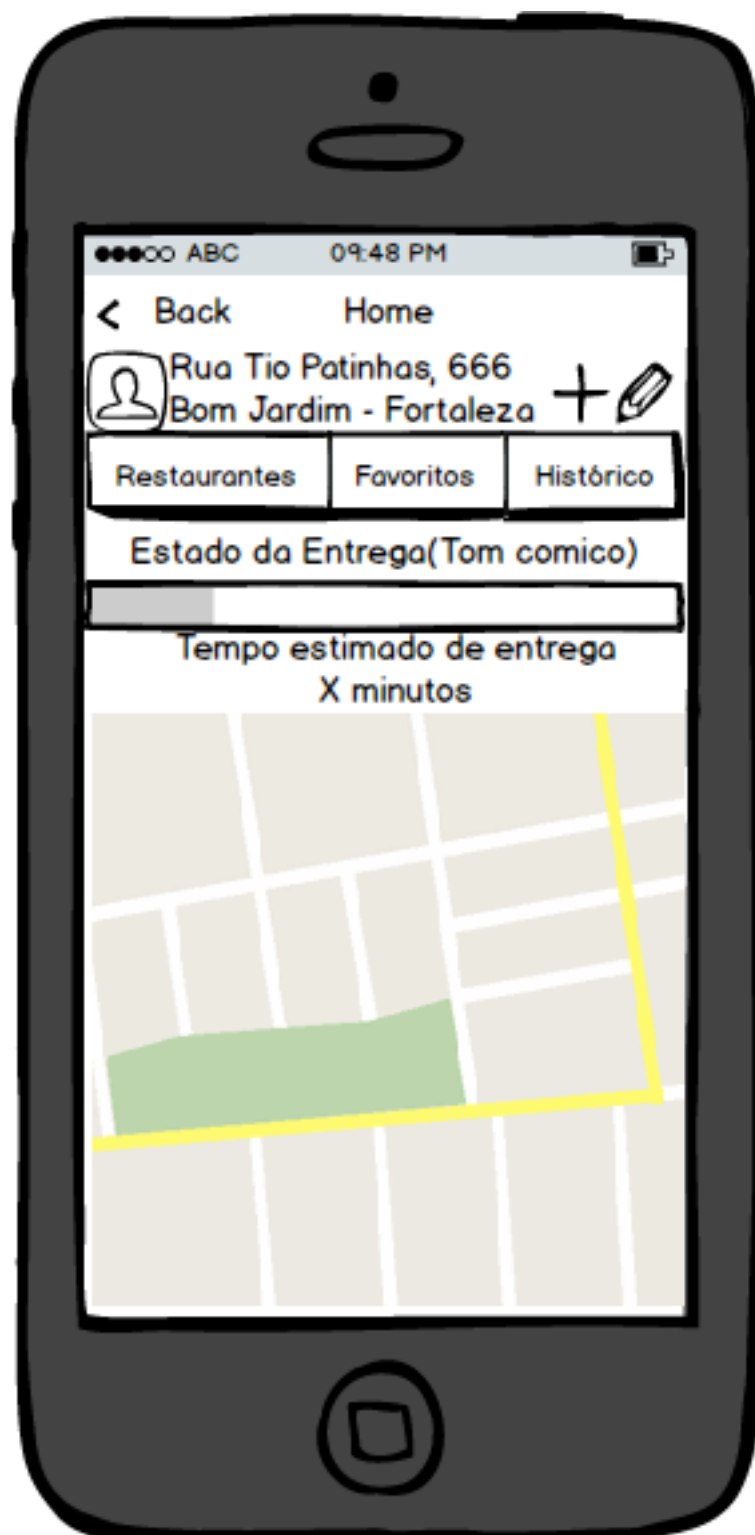 ABC 09:48 PM
Back Home
Rua Tio Patinhas, 666
Bom Jardim - Fortaleza
Restaurantes Favoritos Histórico
Estado da Entrega(Tom comico)
Tempo estimado de entrega
X minutos